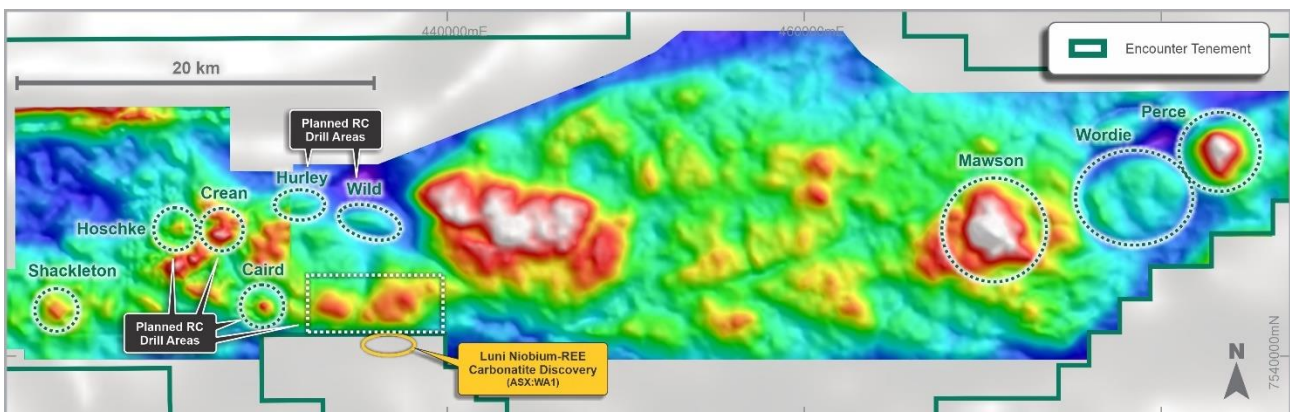 440000mE
460000mE
Encounter Tenement
20 km
Planned RC
Drill Areas
Perce
Wordie
Mawson
Hurley
Wild
Crean
Hoschke
Shackleton
Caird
Planned RC
Drill Areas
Luni Niobium-REE
Carbonatite Discovery
(ASX:WA1)
N
7540000mN